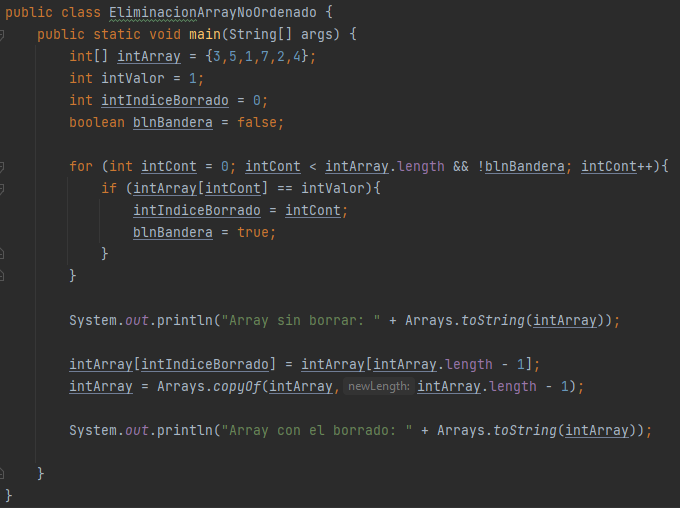 public class EliminacionArrayNoOrdenado {
    public static void main(String[] args) {
        int[] intArray = {3,5,1,7,2,4};
        int intValor = 1;
        int intIndiceBorrado = 0;
        boolean blnBandera = false;

        for (int intCont = 0; intCont < intArray.length && !blnBandera; intCont++){
            if (intArray[intCont] == intValor){
                intIndiceBorrado = intCont;
                blnBandera = true;
            }
        }

        System.out.println("Array sin borrar: " + Arrays.toString(intArray));

        intArray[intIndiceBorrado] = intArray[intArray.length - 1];
        intArray = Arrays.copyOf(intArray, newLength: intArray.length - 1);

        System.out.println("Array con el borrado: " + Arrays.toString(intArray));

    }
}